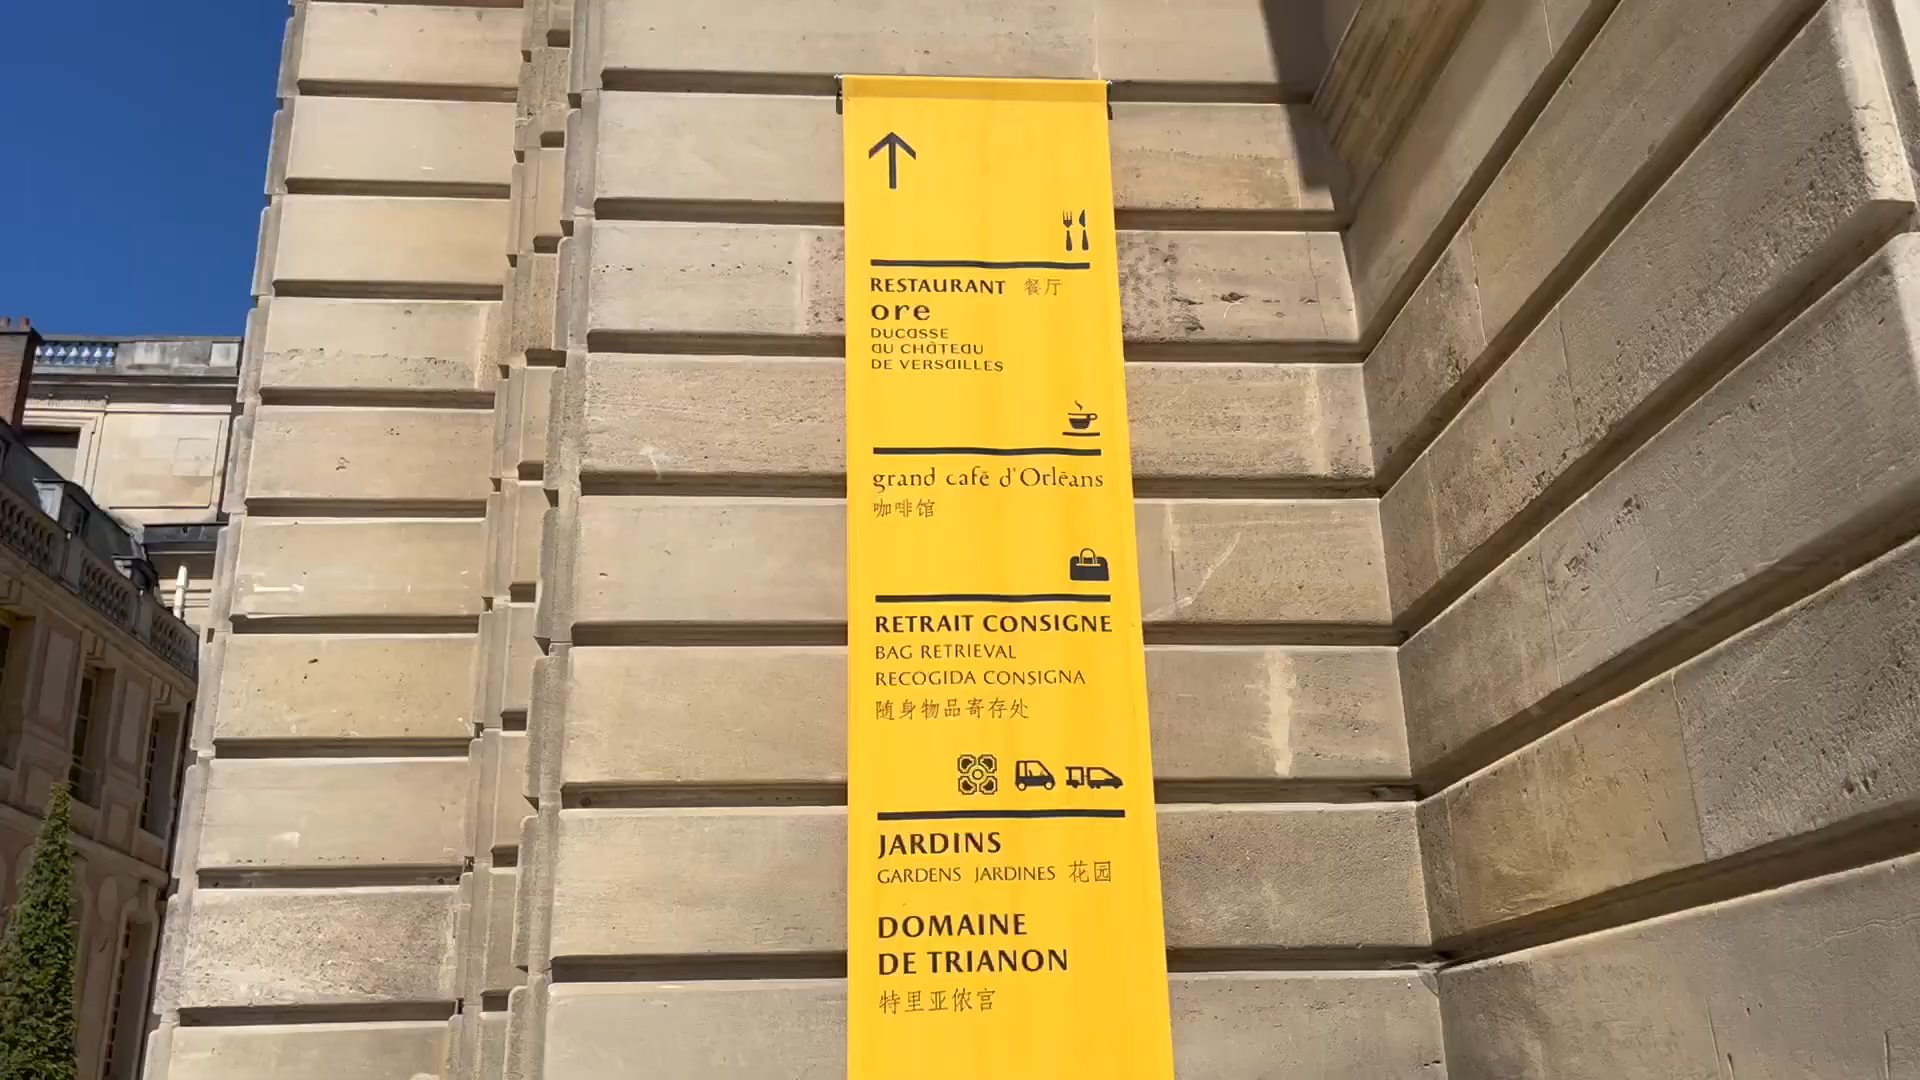 RESTAURANT 餐厅
ore
DUCASSE
AU CHÂTEAU
DE VERSAILLES
grand café d'Orléans
咖啡馆
RETRAIT CONSIGNE
BAG RETRIEVAL
RECOGIDA CONSIGNA
随身物品寄存处
JARDINS
GARDENS JARDINES 花园
DOMAINE
DE TRIANON
特里亚侬宫